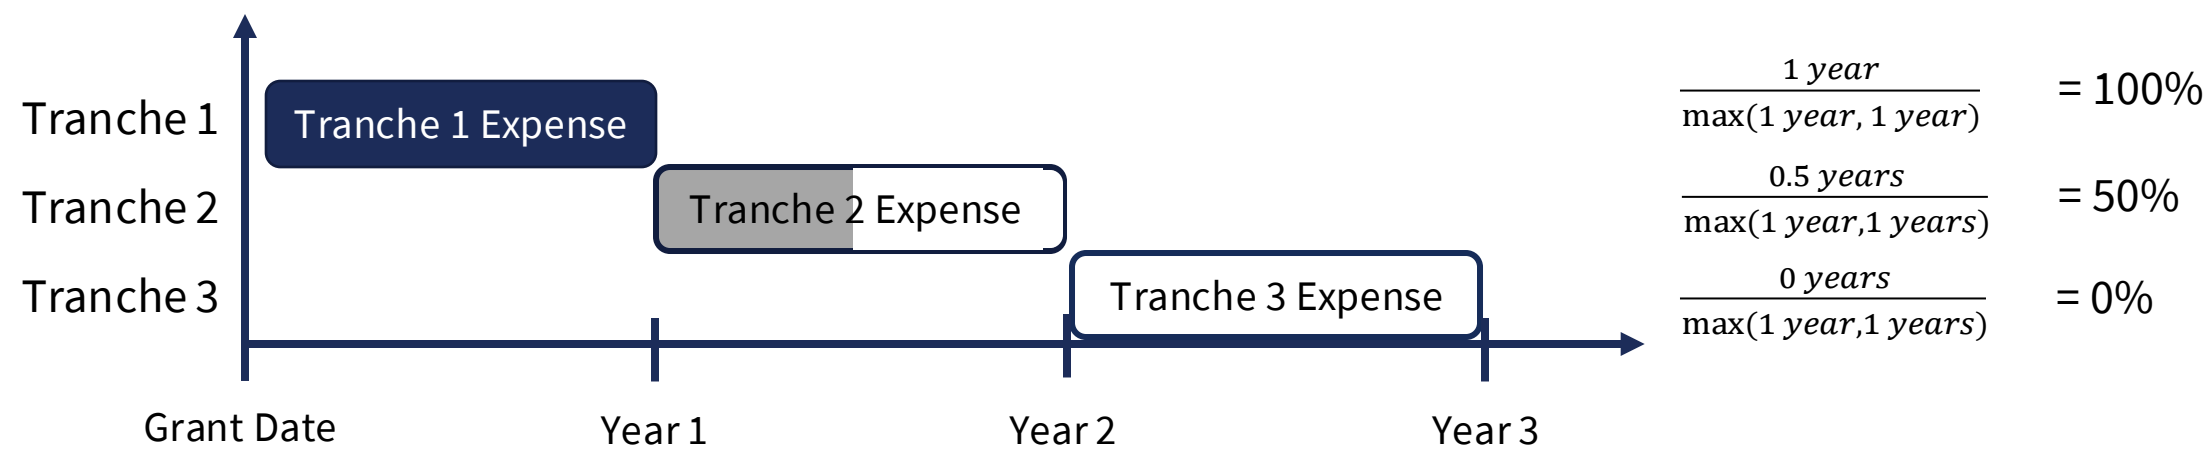 Tranche 1
Tranche 1 Expense
1 year
max(1 year, 1 year)
= 100%
Tranche 2
Tranche 2 Expense
0.5 years
max(1 year,1 years)
= 50%
Tranche 3
Tranche 3 Expense
0 years
max(1 year,1 years)
= 0%
Grant Date
Year 1
Year 2
Year 3